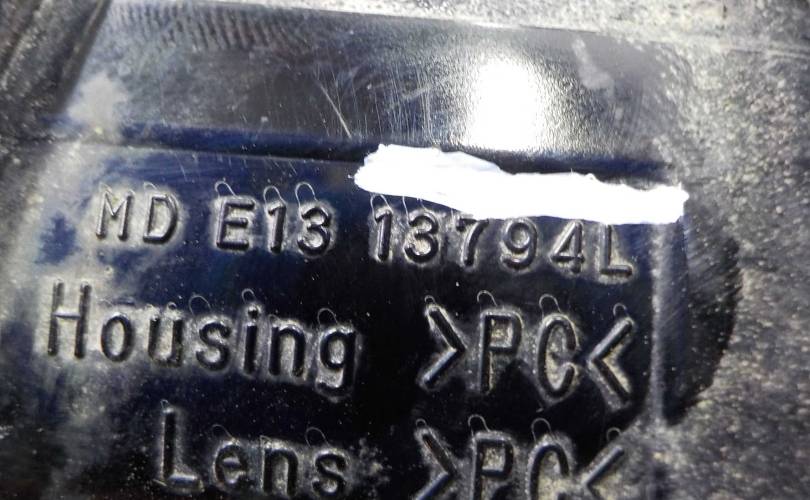 MD E13 13794L
Housing >PC<
Lens >PC<